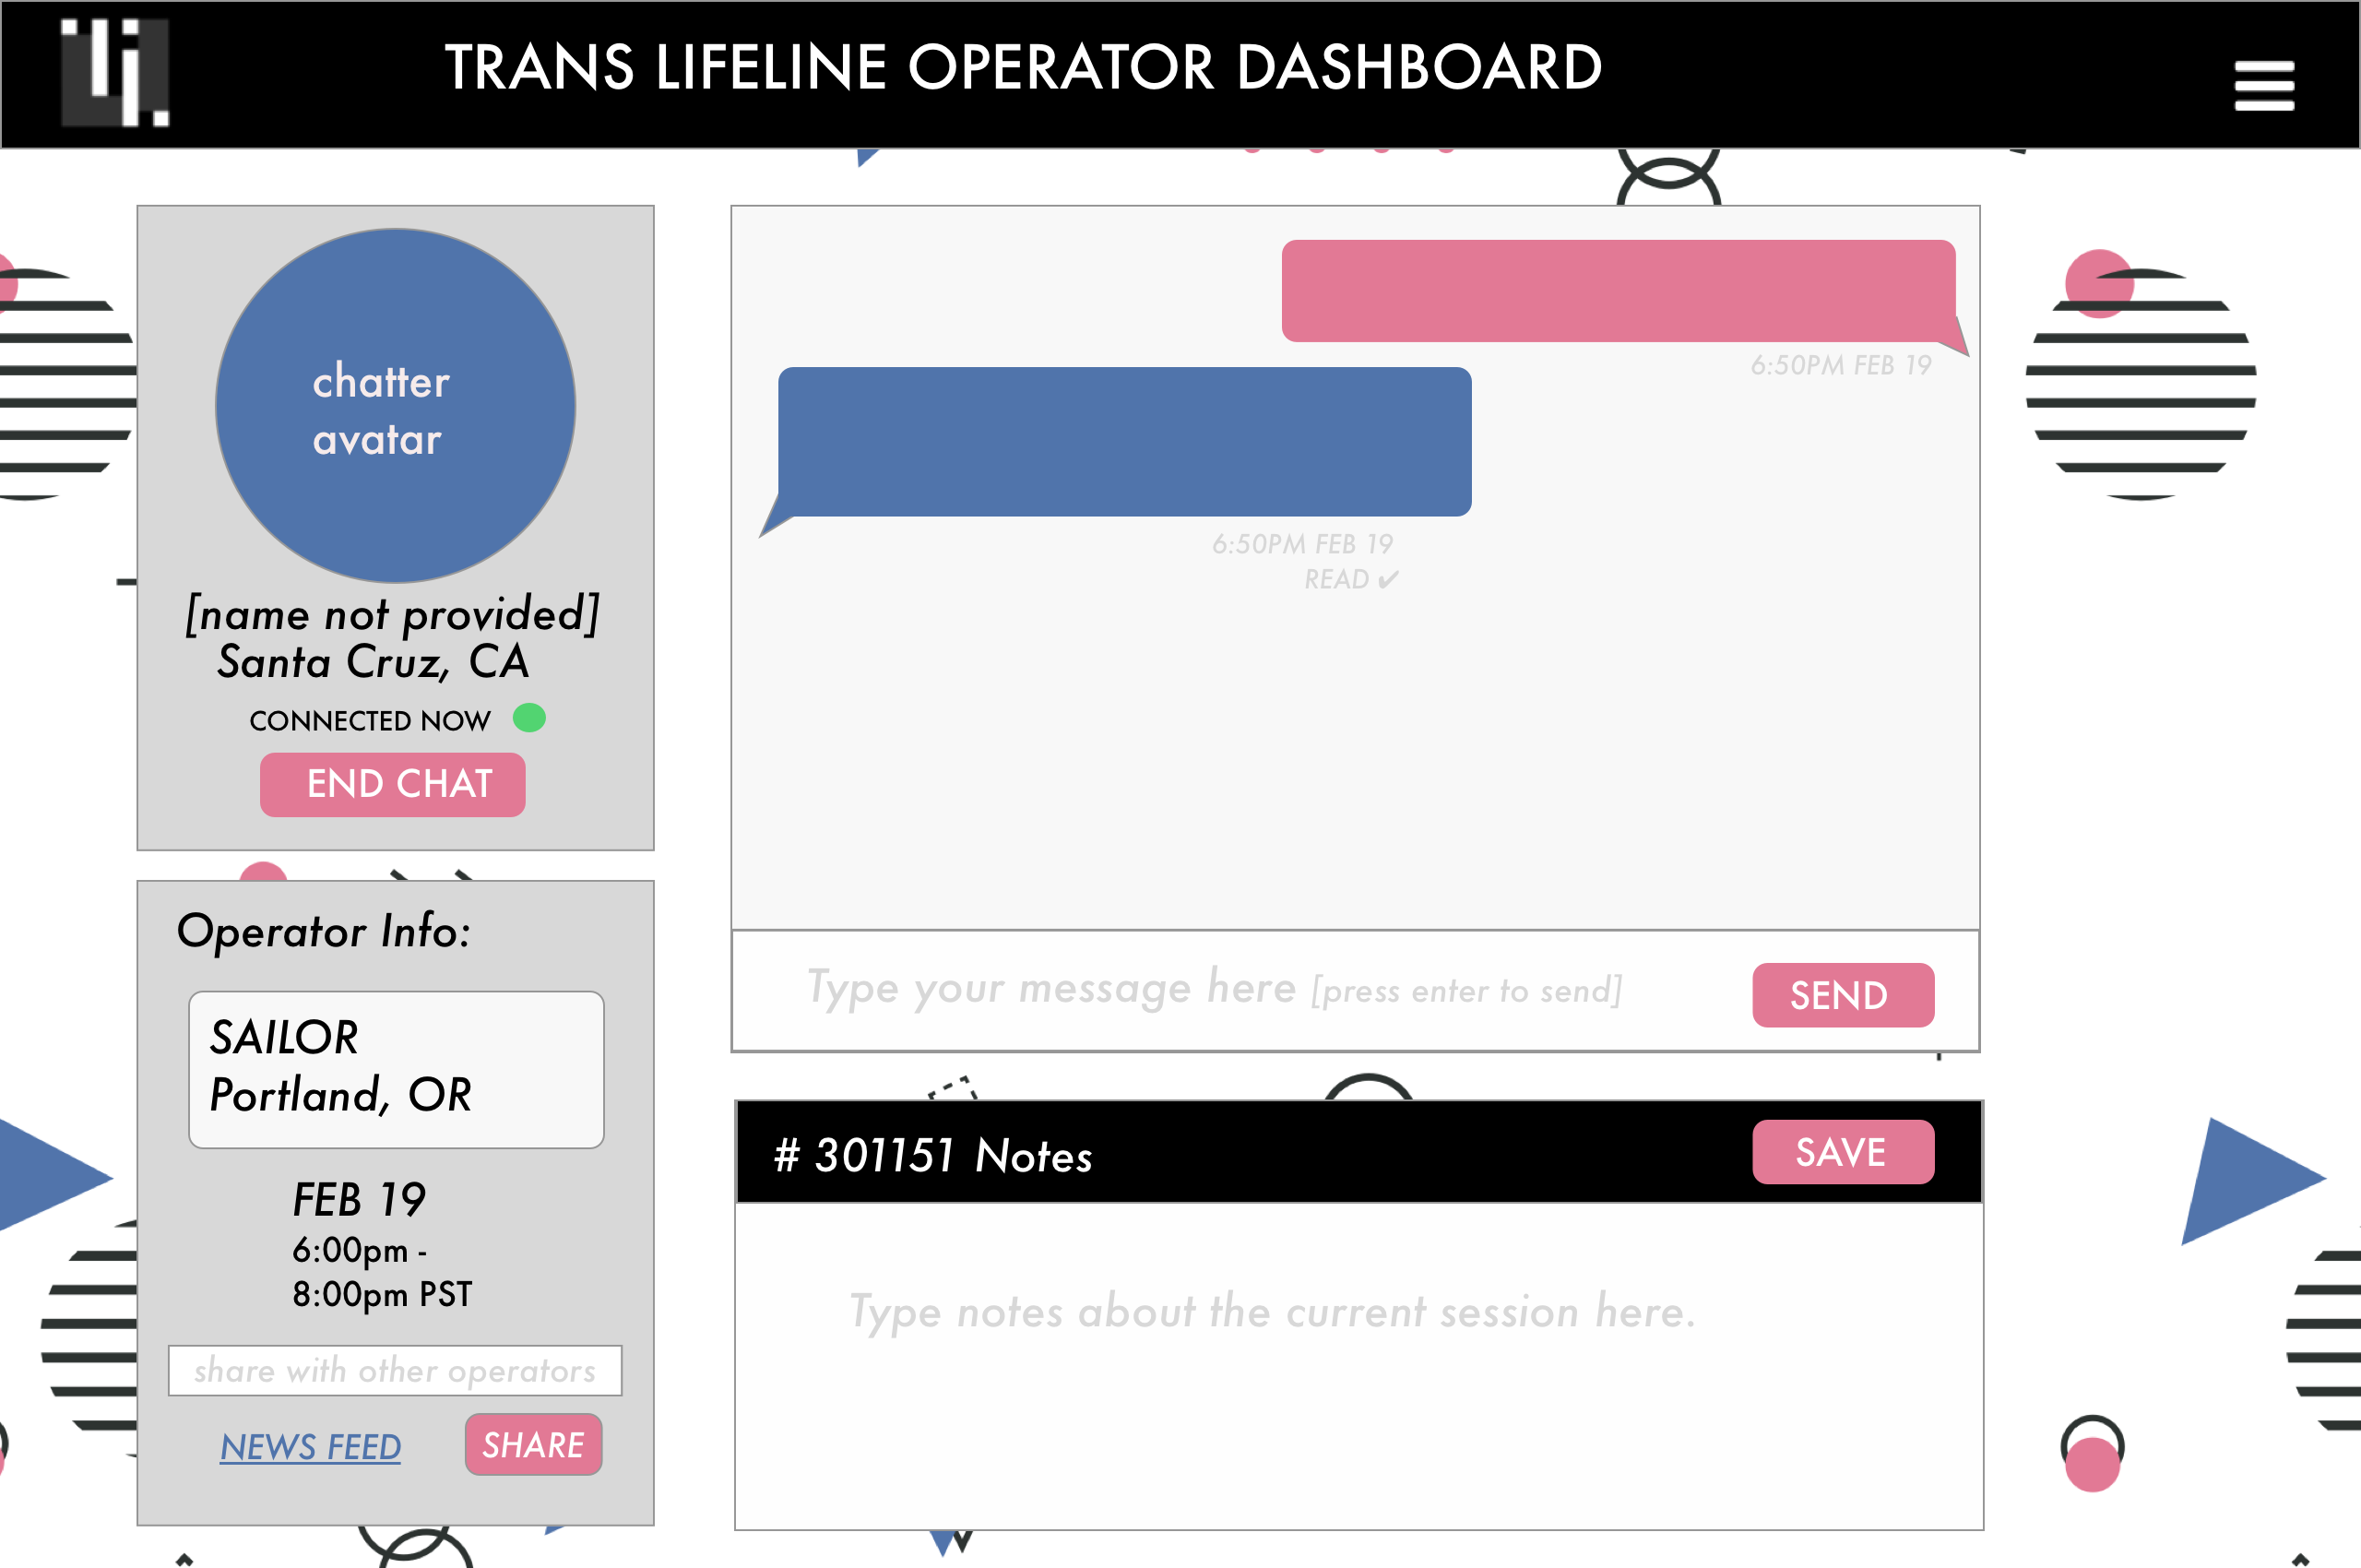 TRANS LIFELINE OPERATOR DASHBOARD
chatter
avatar
[name not provided]
Santa Cruz, CA
CONNECTED NOW
END CHAT
Operator Info:
SAILOR
Portland, OR
FEB 19
6:00pm -
8:00pm PST
share with other operators
NEWS FEED
SHARE
6:50PM FEB 19
6:50PM FEB 19
READ ✔
Type your message here [press enter to send]
SEND
# 301151 Notes
SAVE
Type notes about the current session here.